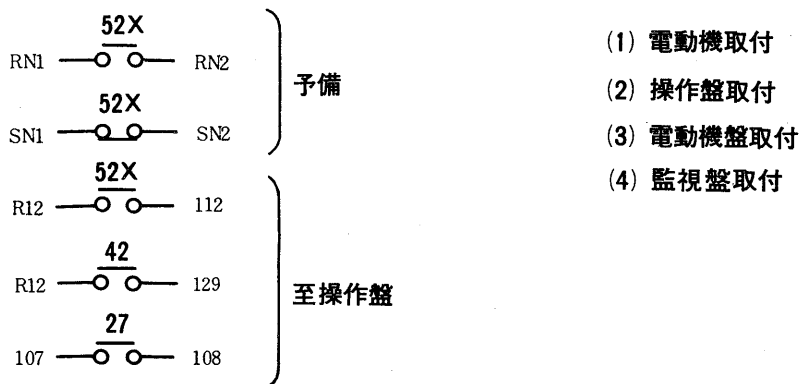 52X
RN1 RN2
52X
SN1 SN2
予備
52X
R12 112
42
R12 129
27
107 108
至操作盤
(1) 電動機取付
(2) 操作盤取付
(3) 電動機盤取付
(4) 監視盤取付